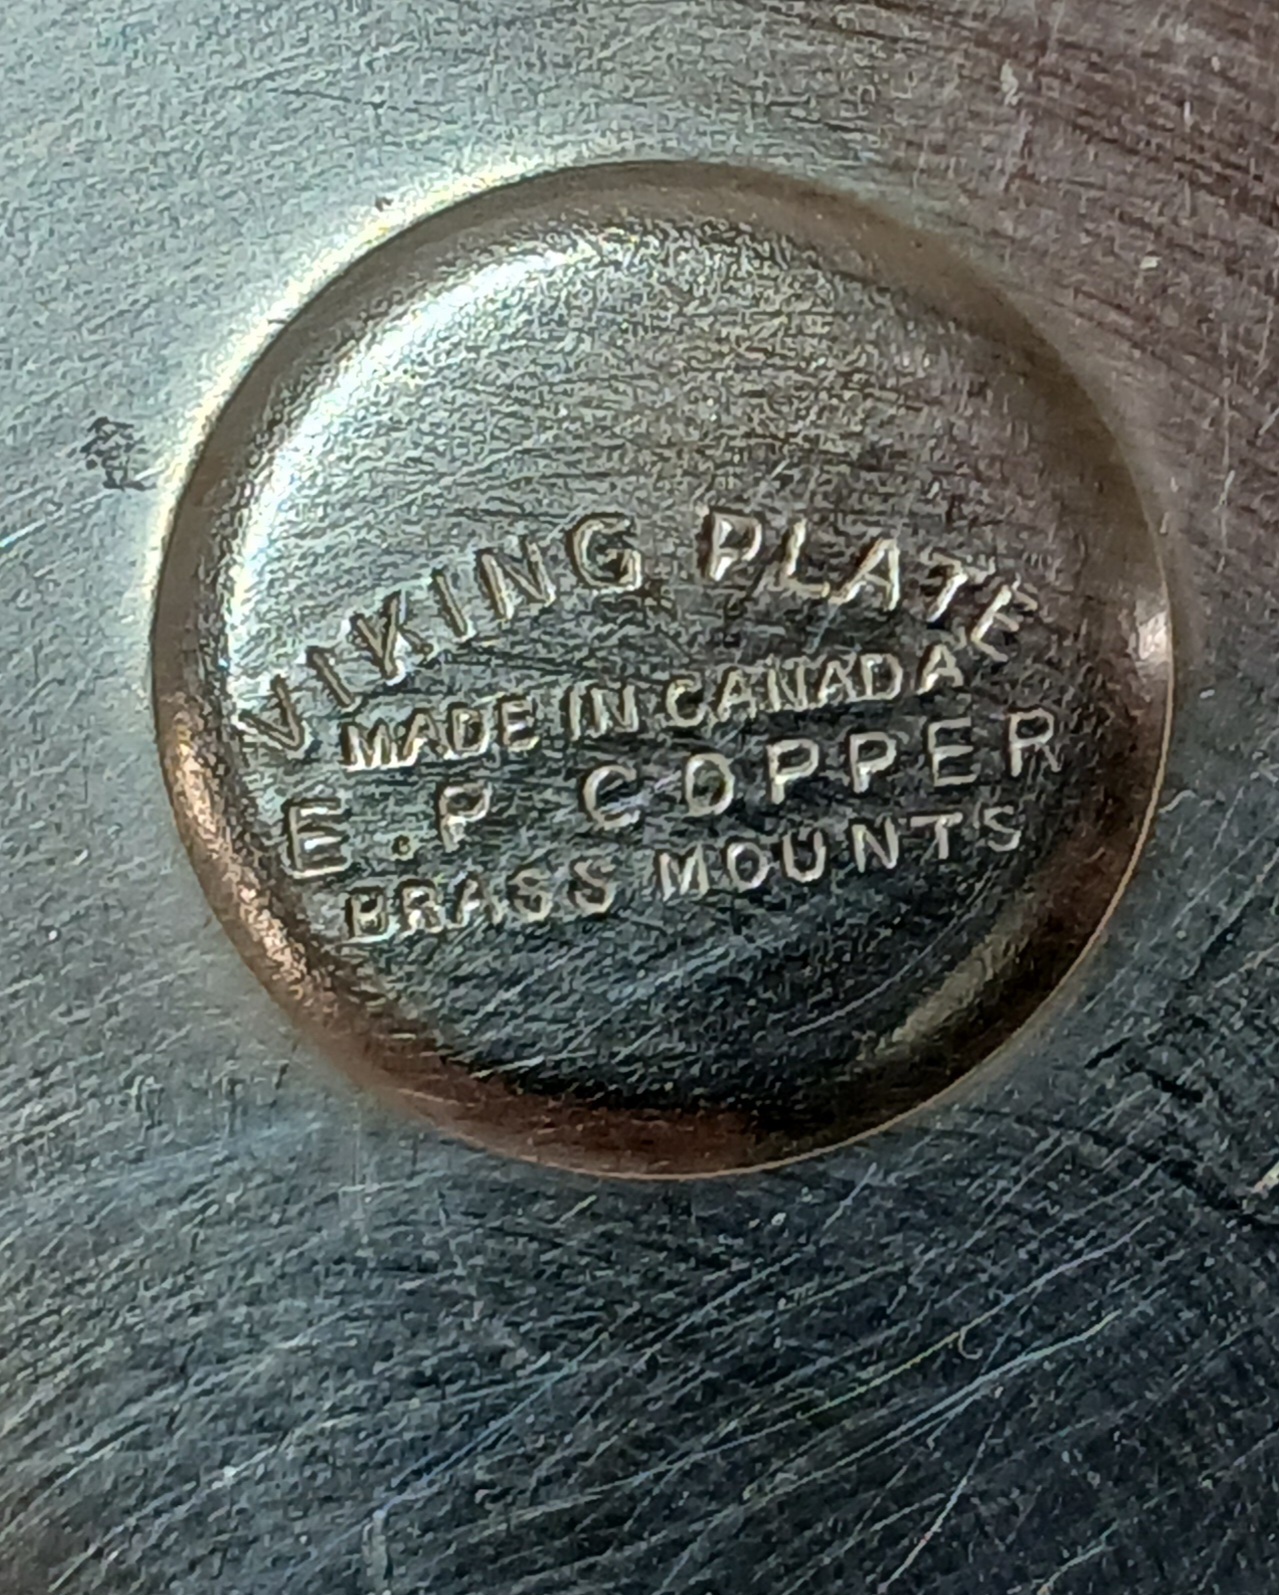 VIKING PLATE
MADE IN CANADA
E.P COPPER
BRASS MOUNTS